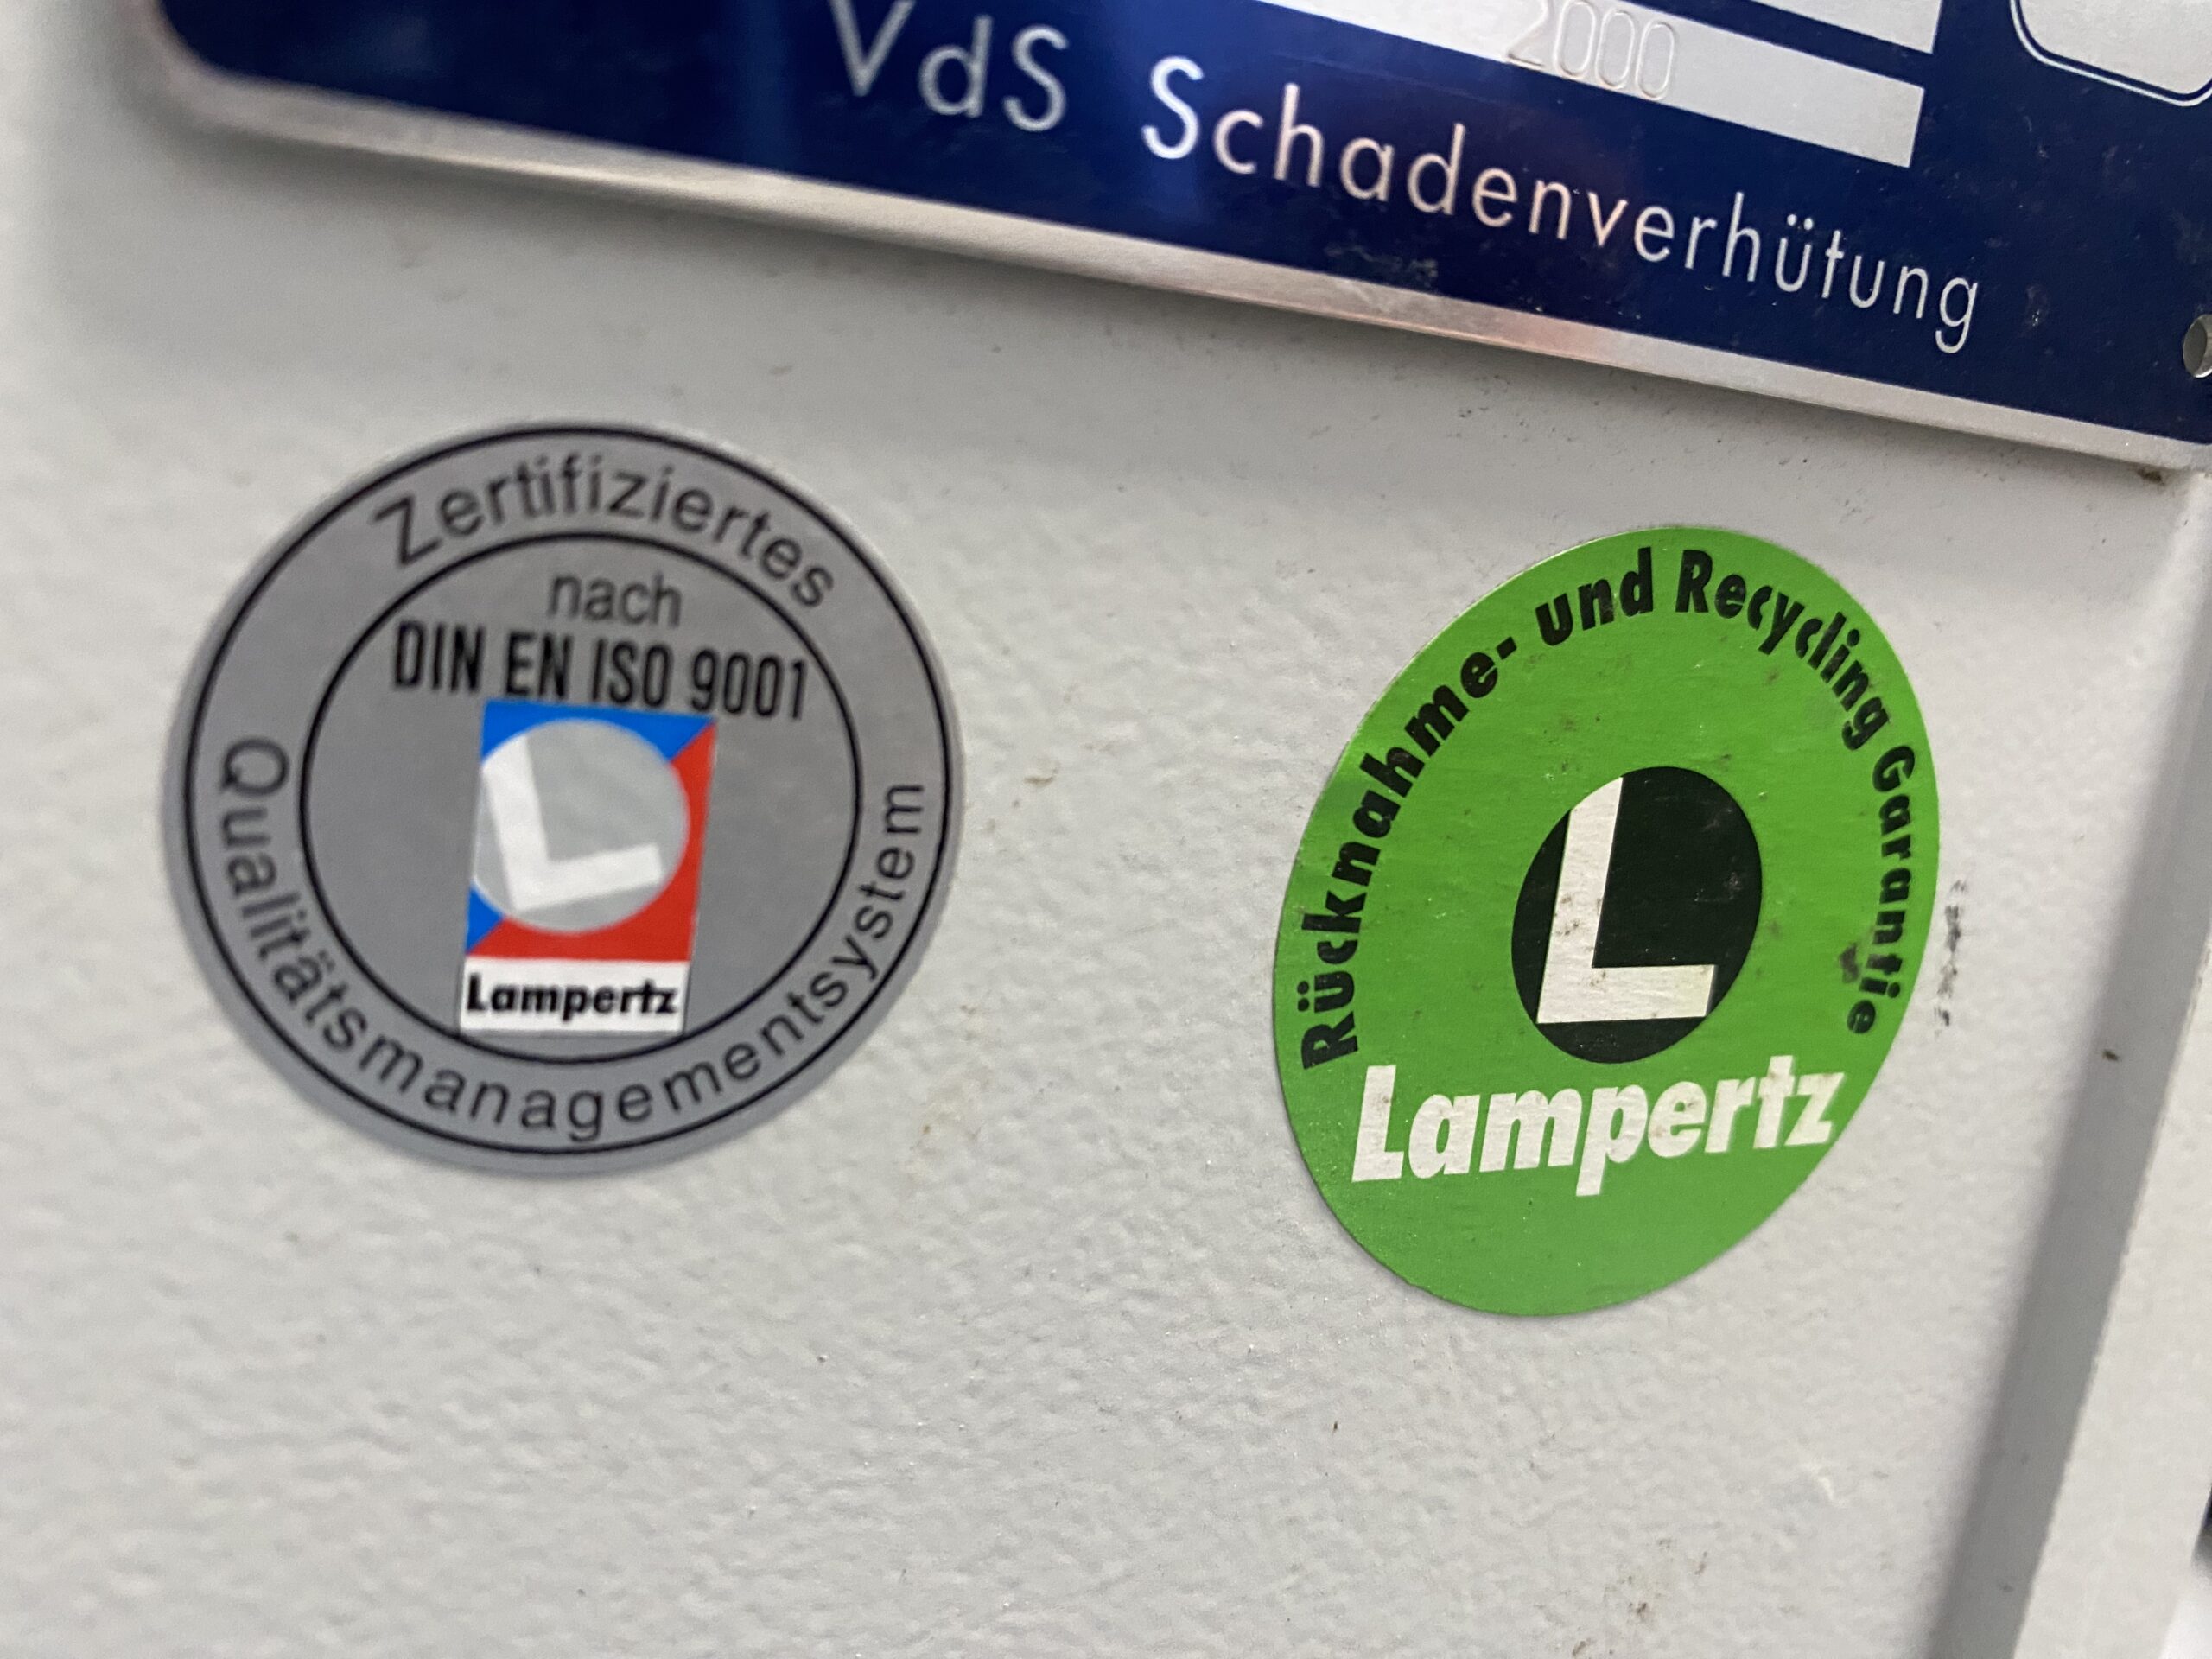 2000
VdS Schadenverhütung
Zertifiziertes
nach
DIN EN ISO 9001
Lampertz
Qualitätsmanagementsystem
Rücknahme- und Recycling Garantie
L
Lampertz